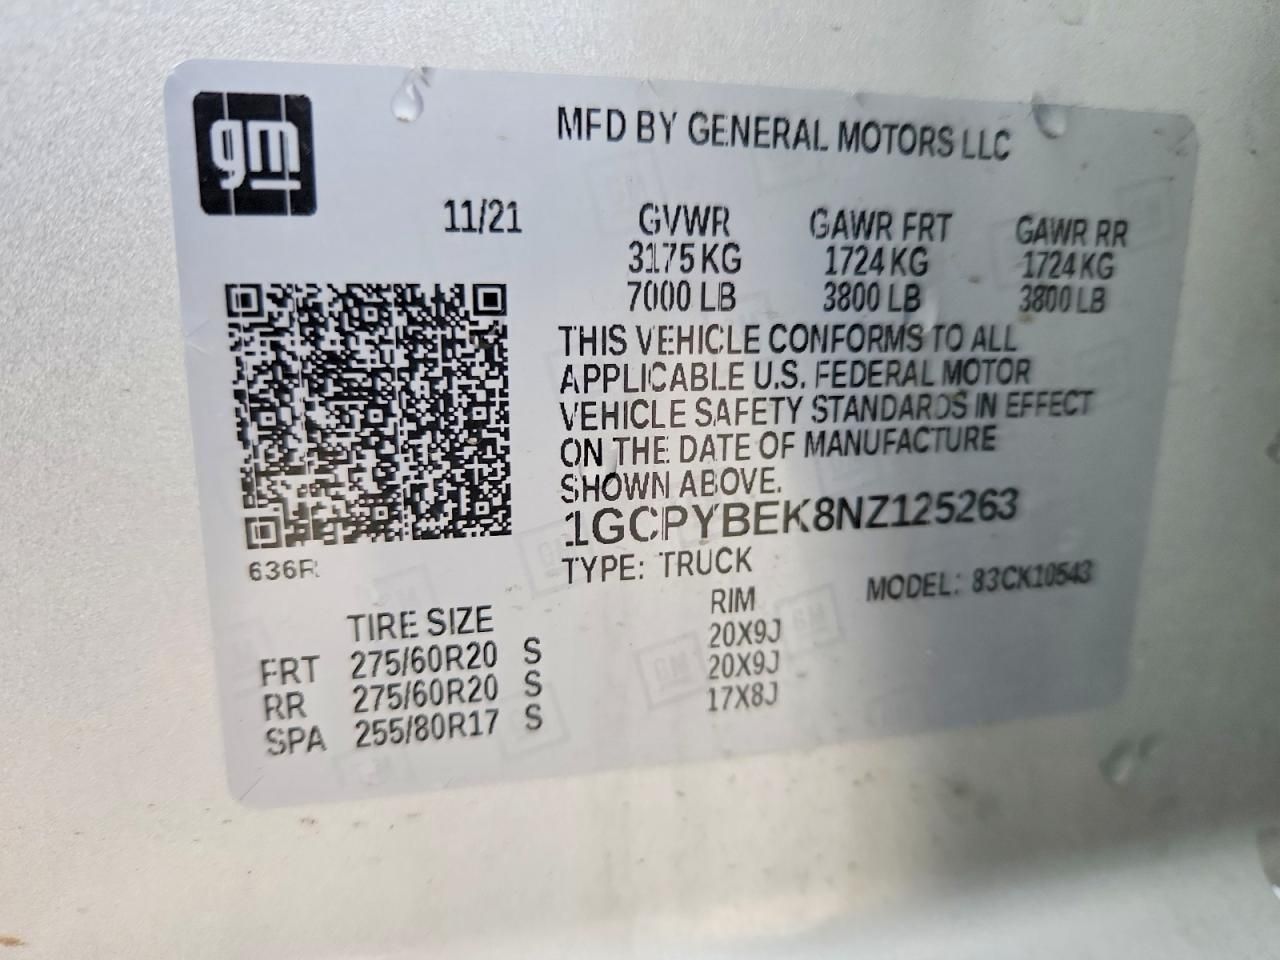 gm
MFD BY GENERAL MOTORS LLC
11/21 GVWR GAWR FRT GAWR RR
3175 KG 1724 KG 1724 KG
7000 LB 3800 LB 3800 LB
THIS VEHICLE CONFORMS TO ALL
APPLICABLE U.S. FEDERAL MOTOR
VEHICLE SAFETY STANDARDS IN EFFECT
ON THE DATE OF MANUFACTURE
SHOWN ABOVE.
1GCPYBEK8NZ125263
636R
TYPE: TRUCK MODEL: 83CK10543
TIRE SIZE RIM
FRT 275/60R20 S 20X9J
RR 275/60R20 S 20X9J
SPA 255/80R17 S 17X8J